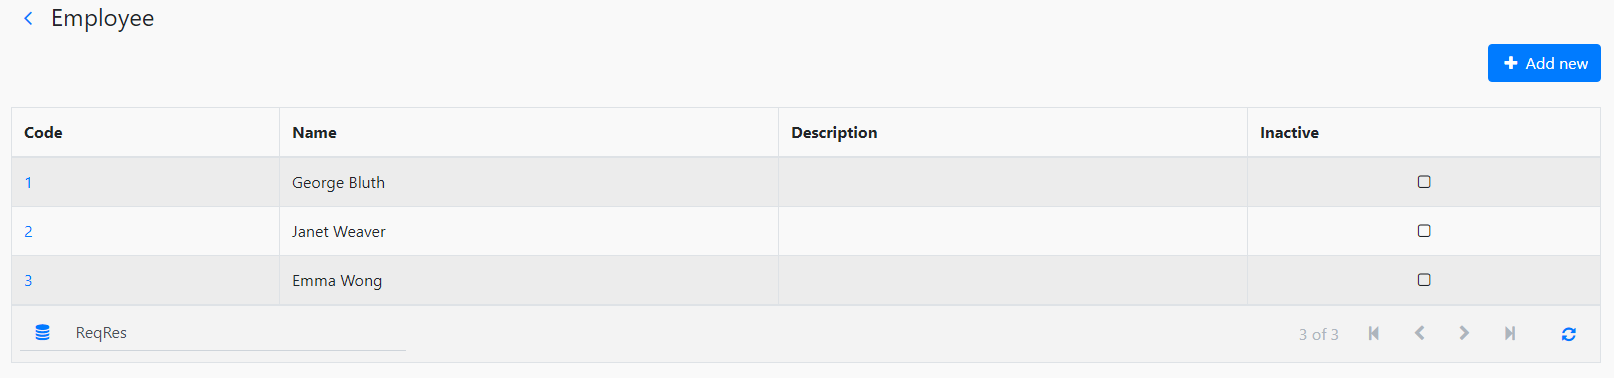 Employee
Add new
Code Name Description Inactive
1 George Bluth
2 Janet Weaver
3 Emma Wong
ReqRes 3 of 3